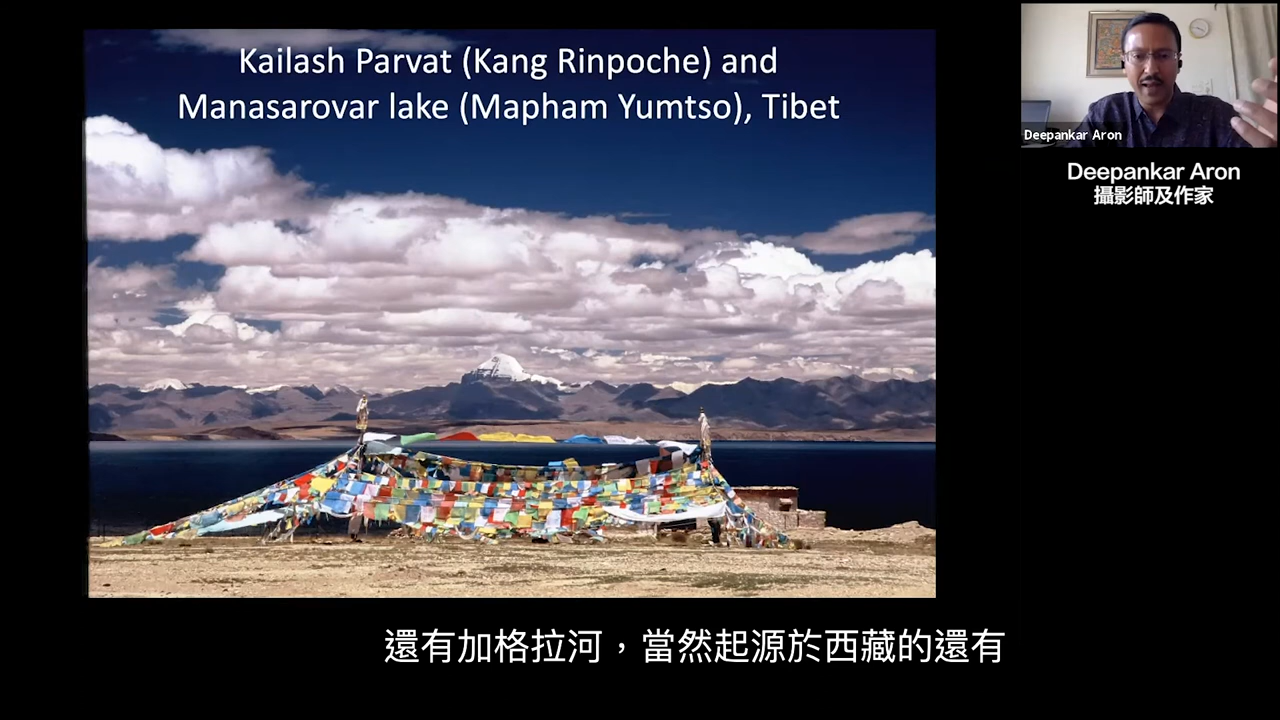 Kailash Parvat (Kang Rinpoche) and
Manasarovar lake (Mapham Yumtso), Tibet
Deepankar Aron
Deepankar Aron
攝影師及作家
還有加格拉河，當然起源於西藏的還有